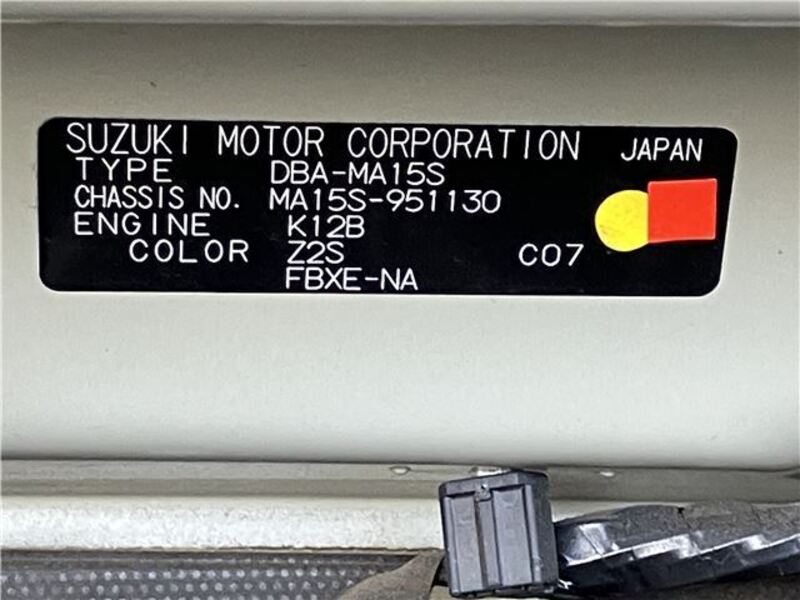 SUZUKI MOTOR CORPORATION JAPAN
TYPE DBA-MA15S
CHASSIS NO. MA15S-951130
ENGINE K12B
COLOR Z2S C07
FBXE-NA